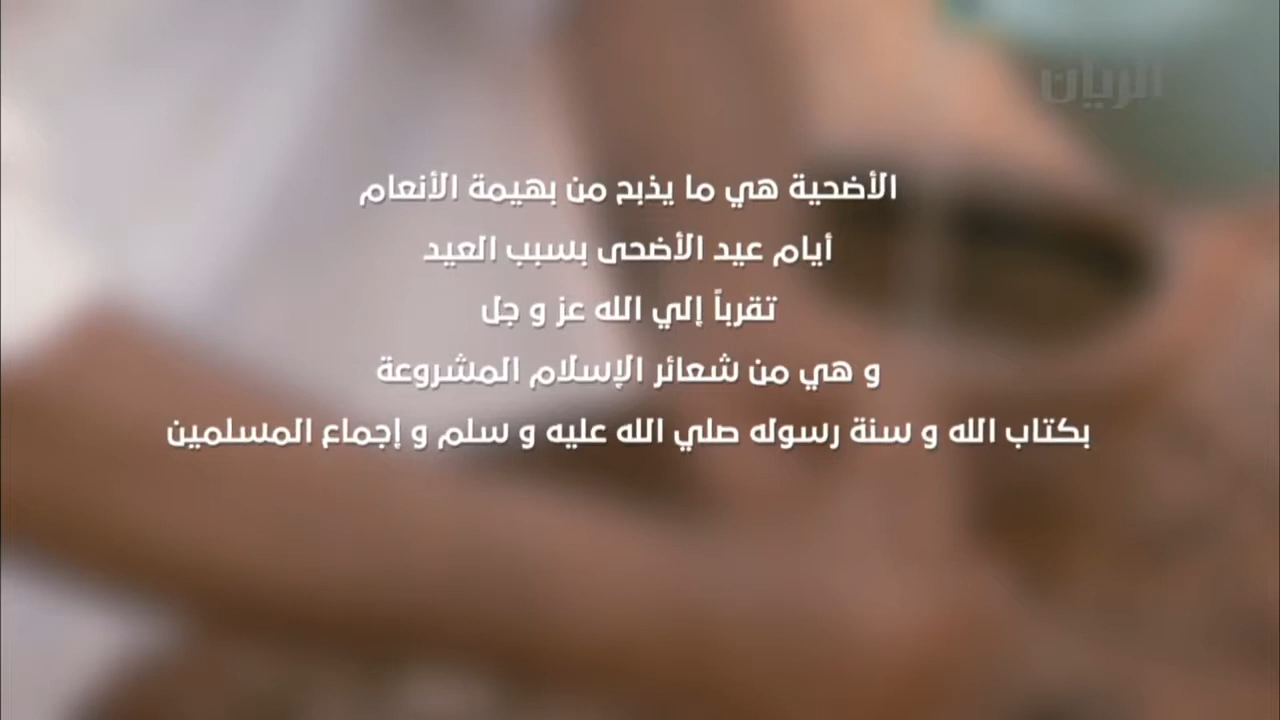 الريان
الأضحية هي ما يذبح من بهيمة الأنعام
أيام عيد الأضحى بسبب العيد
تقرباً إلي الله عز و جل
و هي من شعائر الإسلام المشروعة
بكتاب الله و سنة رسوله صلي الله عليه و سلم و إجماع المسلمين